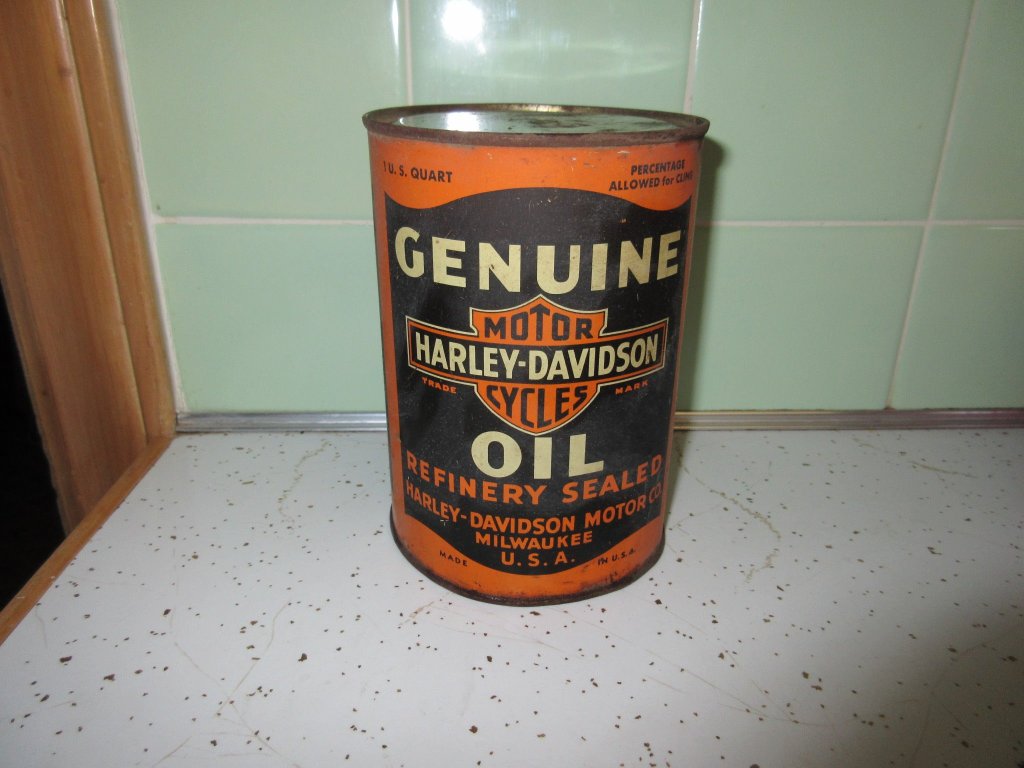 1 U. S. QUART
PERCENTAGE
ALLOWED for CLING
GENUINE
MOTOR
HARLEY-DAVIDSON
TRADE MARK
CYCLES
OIL
REFINERY SEALED
HARLEY-DAVIDSON MOTOR CO.
MILWAUKEE
U. S. A.
MADE IN U.S.A.